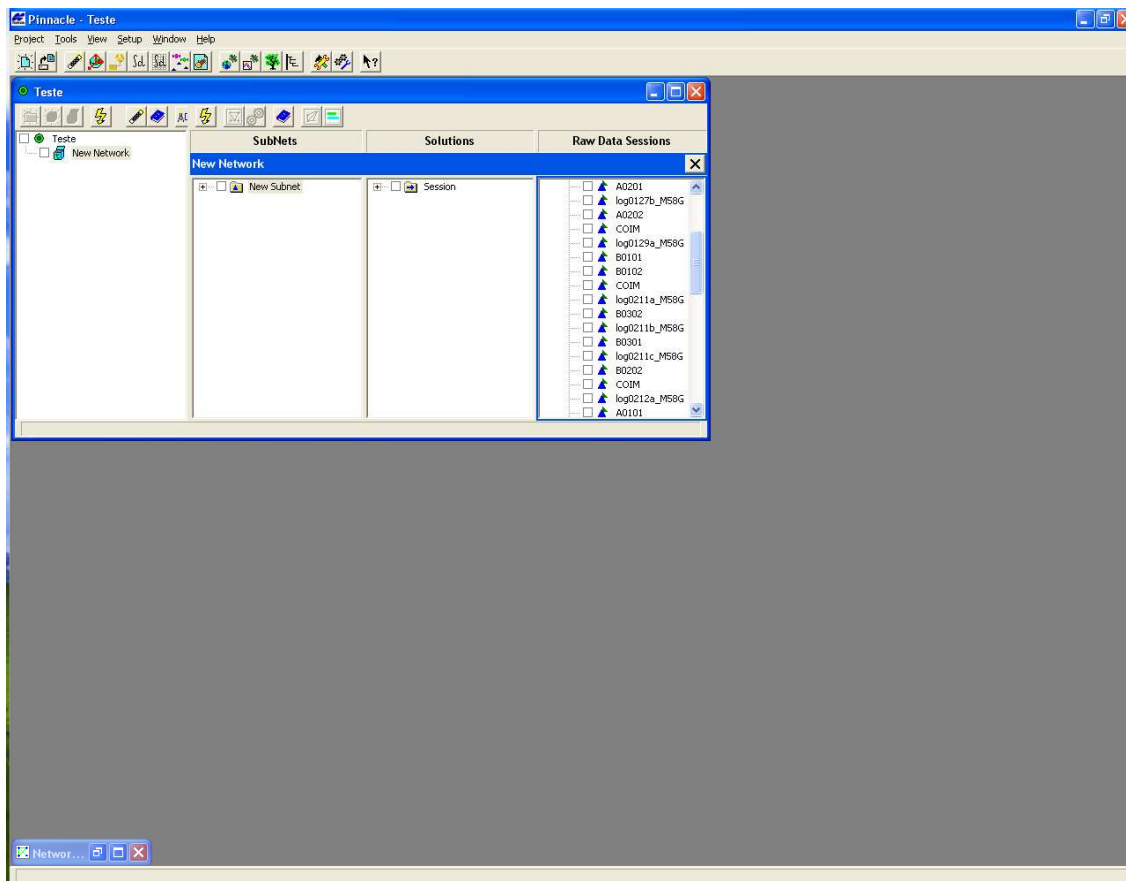 Pinnacle - Teste
Project Tools View Setup Window Help
Teste
Teste
New Network
SubNets Solutions Raw Data Sessions
New Network
New Subnet
Session
A0201
log0127b_M58G
A0202
COIM
log0129a_M58G
B0101
B0102
COIM
log0211a_M58G
B0302
log0211b_M58G
B0301
log0211c_M58G
B0202
COIM
log0212a_M58G
A0101
Networ...